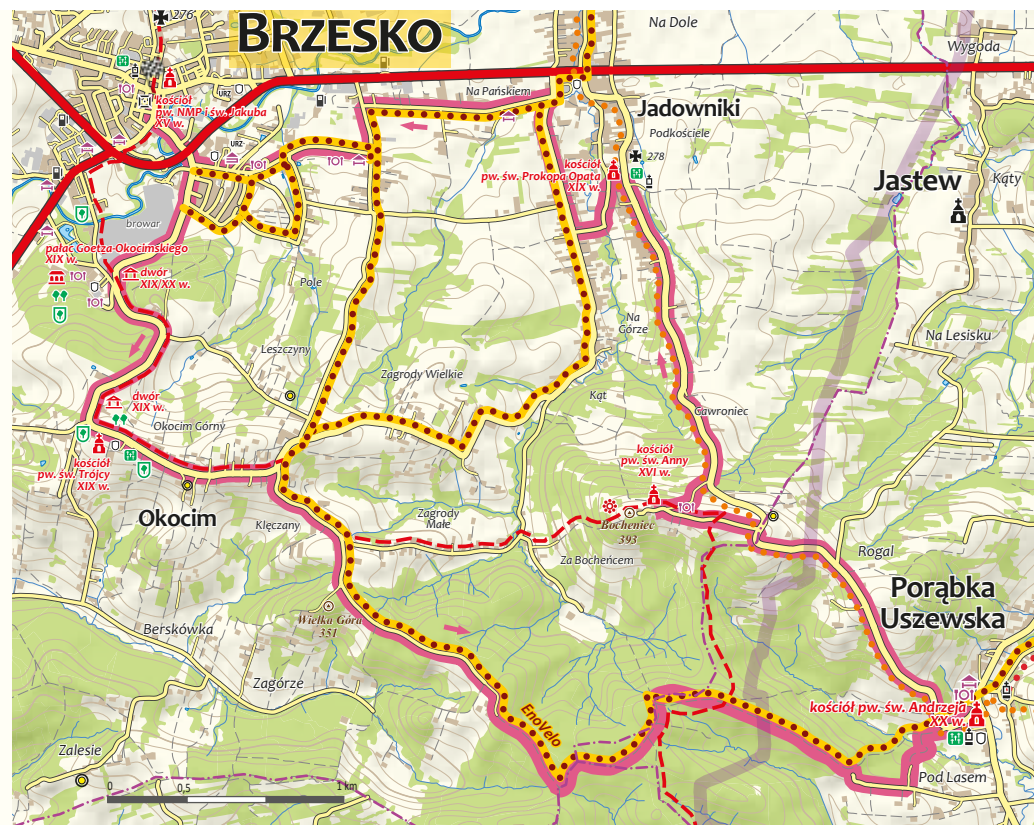 BRZESKO
276
Na Dole
Wygoda
URZ
Na Pańskiem
kościół
pw. NMP i św. Jakuba
XV w.
Jadowniki
Podkościele
URZ
278
kościół
pw. św. Prokopa Opata
XIX w.
Jastew
Kąty
browar
pałac Goetza-Okocimskiego
XIX w.
dwór
XIX/XX w.
Pole
Na
Górze
Na Lesisku
Leszczyny
Zagrody Wielkie
Kąt
dwór
XIX w.
Okocim Górny
Gawroniec
kościół
pw. św. Trójcy
XIX w.
kościół
pw. św. Anny
XVI w.
Okocim
Klęczany
Zagrody
Małe
Bocheniec
393
Za Bocheńcem
Rogal
Porąbka
Uszewska
Wielka Góra
351
Berskówka
Zagórze
EnoVelo
kościół pw. św. Andrzeja
XX w.
Zalesie
Pod Lasem
0
0,5
1 km